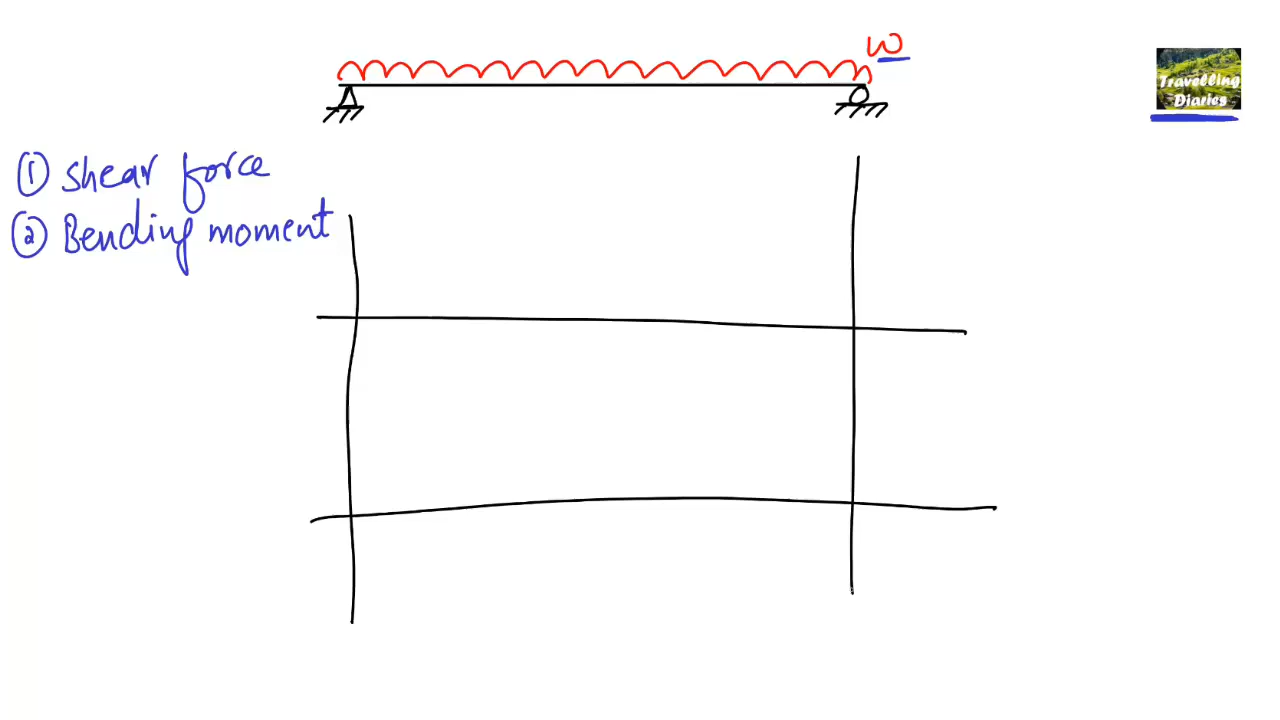 w
Travelling
Diaries
① shear force
② Bending moment